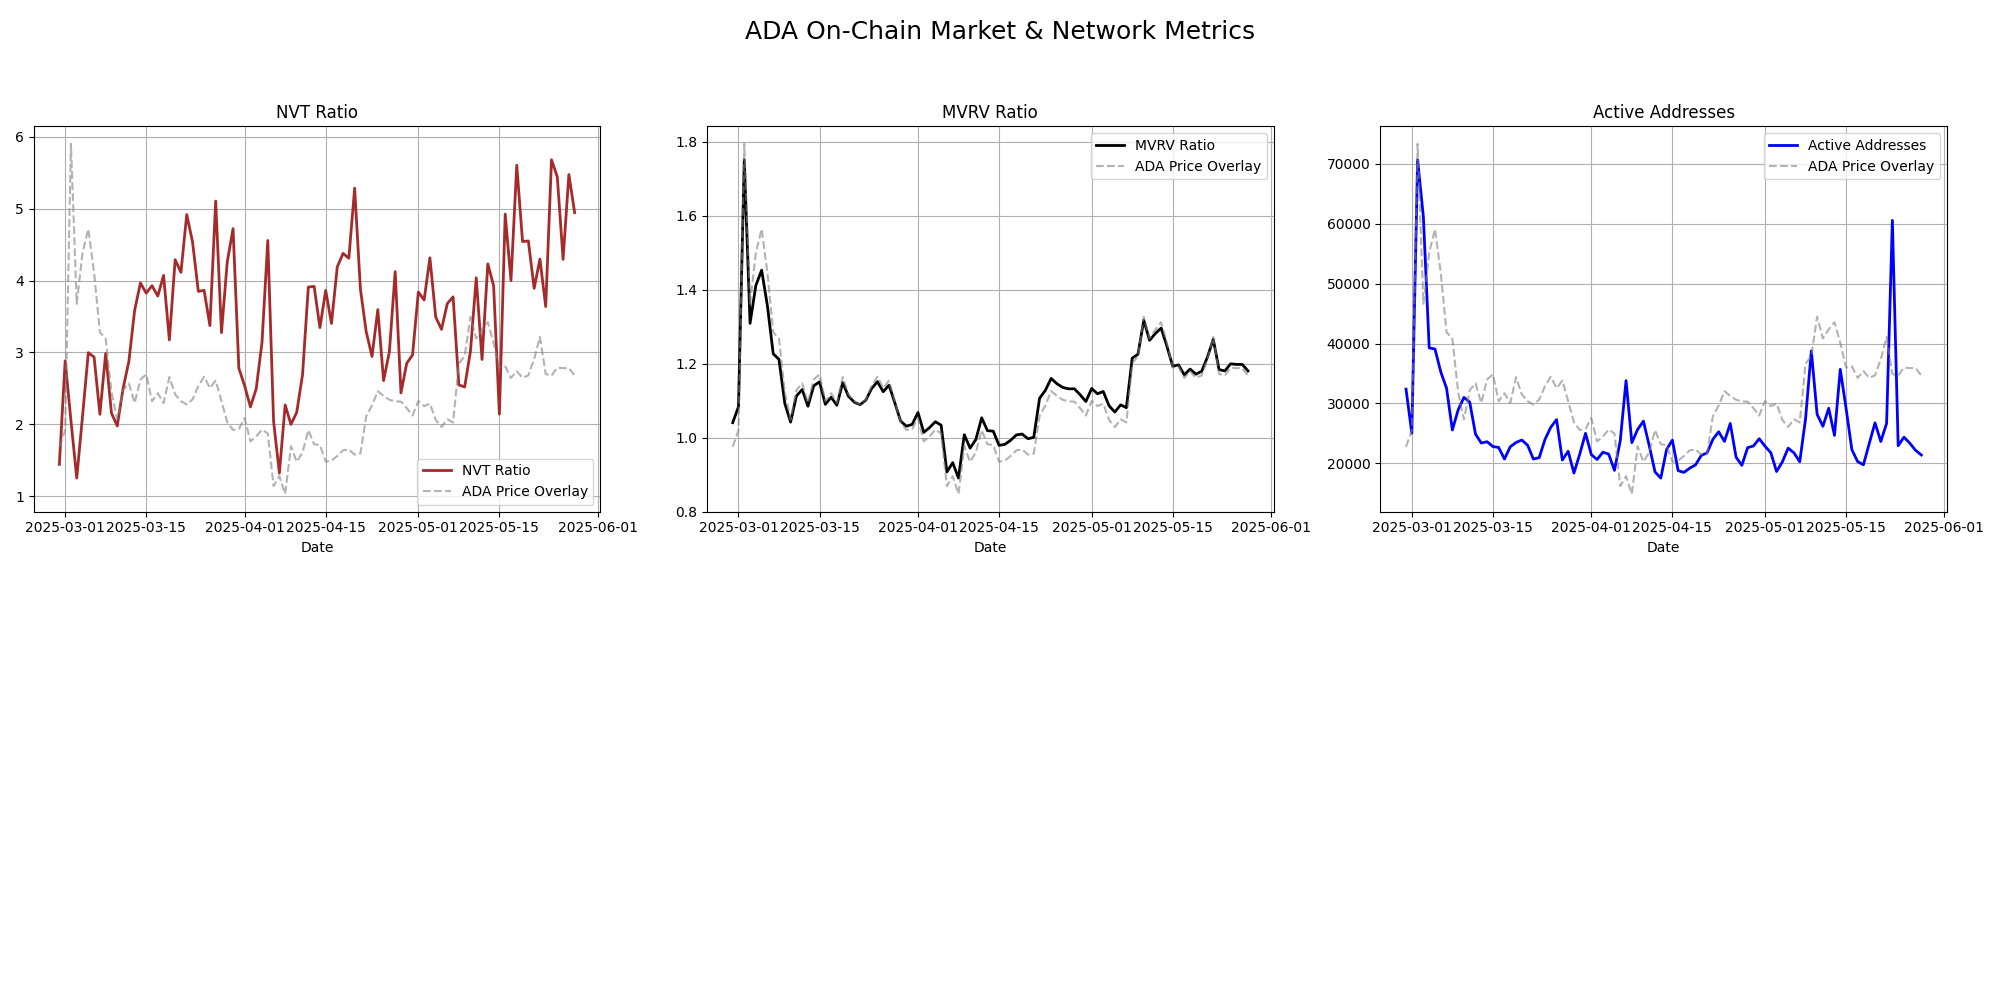 ADA On-Chain Market & Network Metrics
NVT Ratio
6
5
4
3
2
1
NVT Ratio
ADA Price Overlay
2025-03-01 2025-03-15 2025-04-01 2025-04-15 2025-05-01 2025-05-15 2025-06-01
Date
MVRV Ratio
1.8
1.6
1.4
1.2
1.0
0.8
MVRV Ratio
ADA Price Overlay
2025-03-01 2025-03-15 2025-04-01 2025-04-15 2025-05-01 2025-05-15 2025-06-01
Date
Active Addresses
70000
60000
50000
40000
30000
20000
Active Addresses
ADA Price Overlay
2025-03-01 2025-03-15 2025-04-01 2025-04-15 2025-05-01 2025-05-15 2025-06-01
Date